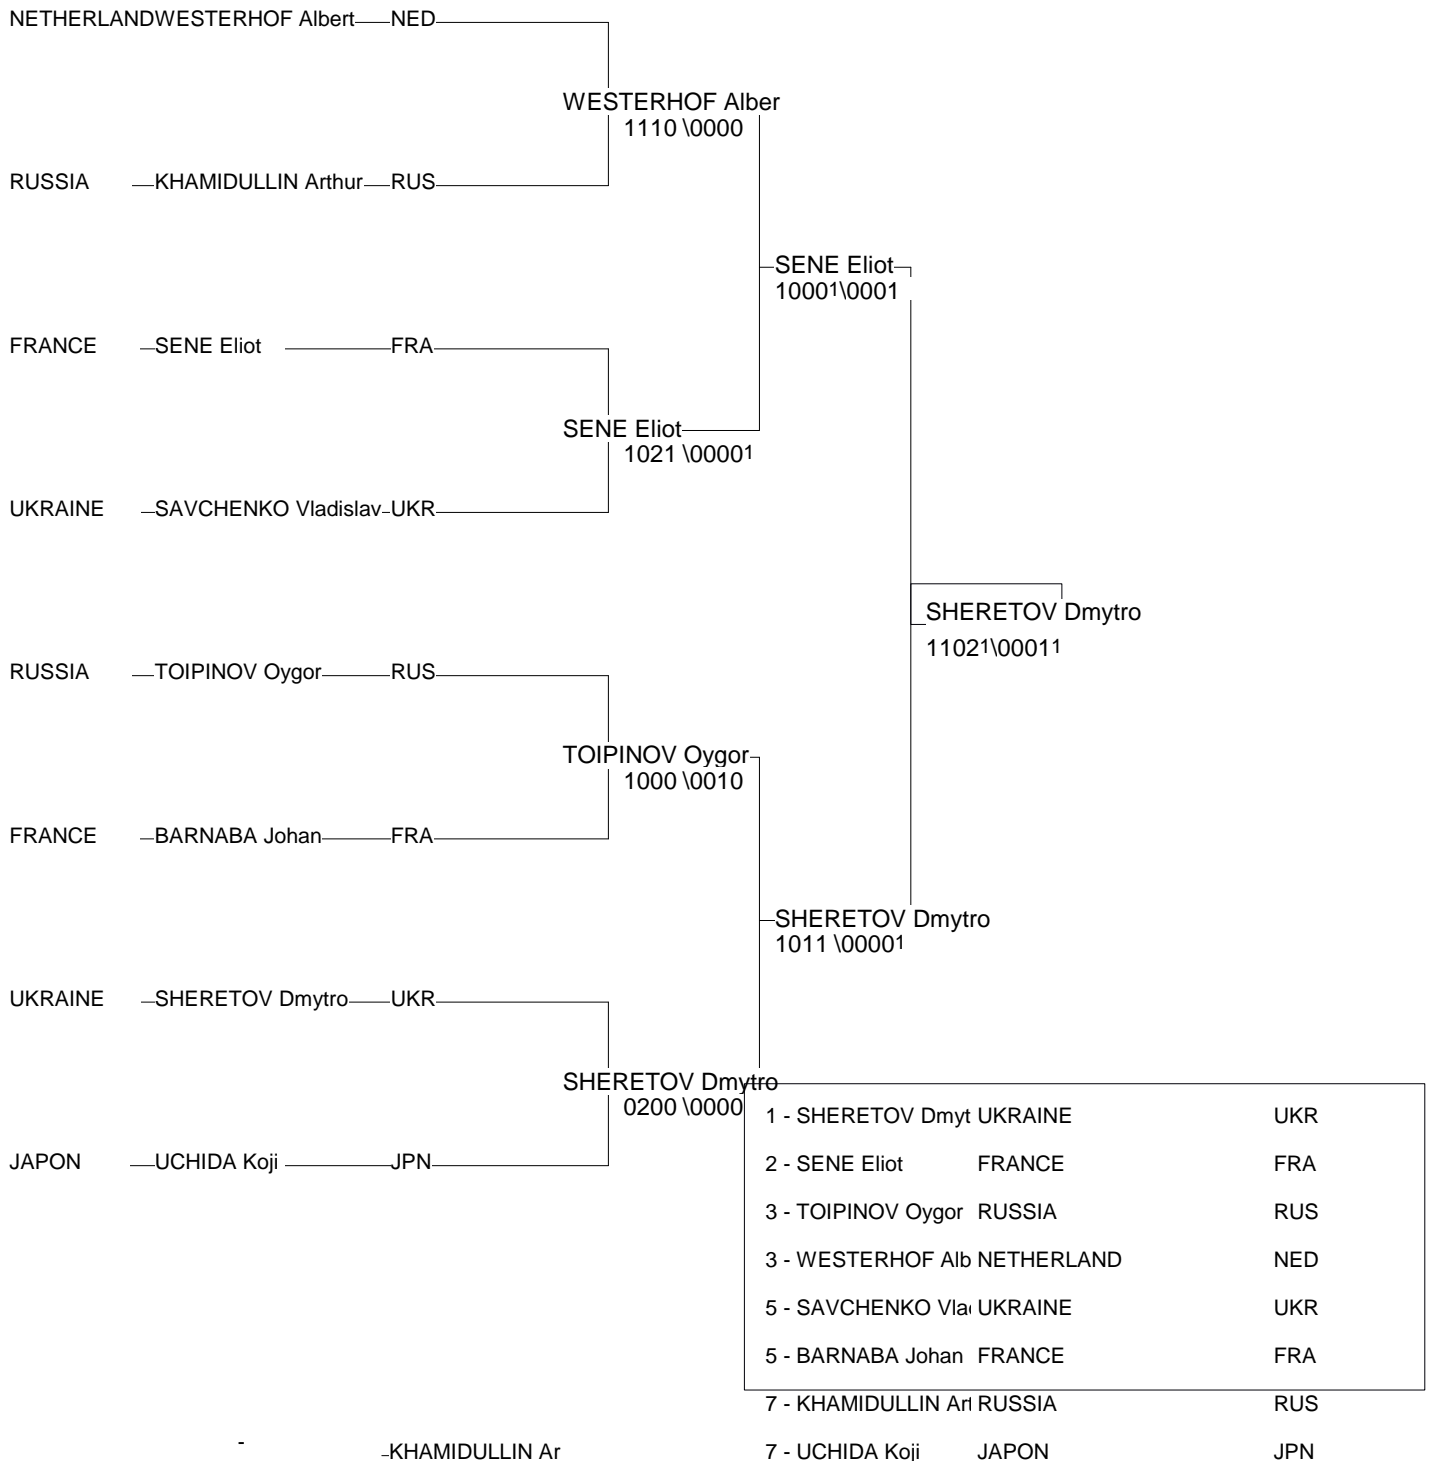 NETHERLANDWESTERHOF Albert NED
WESTERHOF Alber
1110 \0000
RUSSIA KHAMIDULLIN Arthur RUS
SENE Eliot
10001\0001
FRANCE SENE Eliot FRA
SENE Eliot
1021 \00001
UKRAINE SAVCHENKO Vladislav UKR
SHERETOV Dmytro
11021\00011
RUSSIA TOIPINOV Oygor RUS
TOIPINOV Oygor
1000 \0010
FRANCE BARNABA Johan FRA
SHERETOV Dmytro
1011 \00001
UKRAINE SHERETOV Dmytro UKR
SHERETOV Dmytro
0200 \0000
JAPON UCHIDA Koji JPN
1 - SHERETOV Dmyt UKRAINE UKR
2 - SENE Eliot FRANCE FRA
3 - TOIPINOV Oygor RUSSIA RUS
3 - WESTERHOF Alb NETHERLAND NED
5 - SAVCHENKO Vla UKRAINE UKR
5 - BARNABA Johan FRANCE FRA
7 - KHAMIDULLIN Art RUSSIA RUS
- KHAMIDULLIN Ar
7 - UCHIDA Koji JAPON JPN